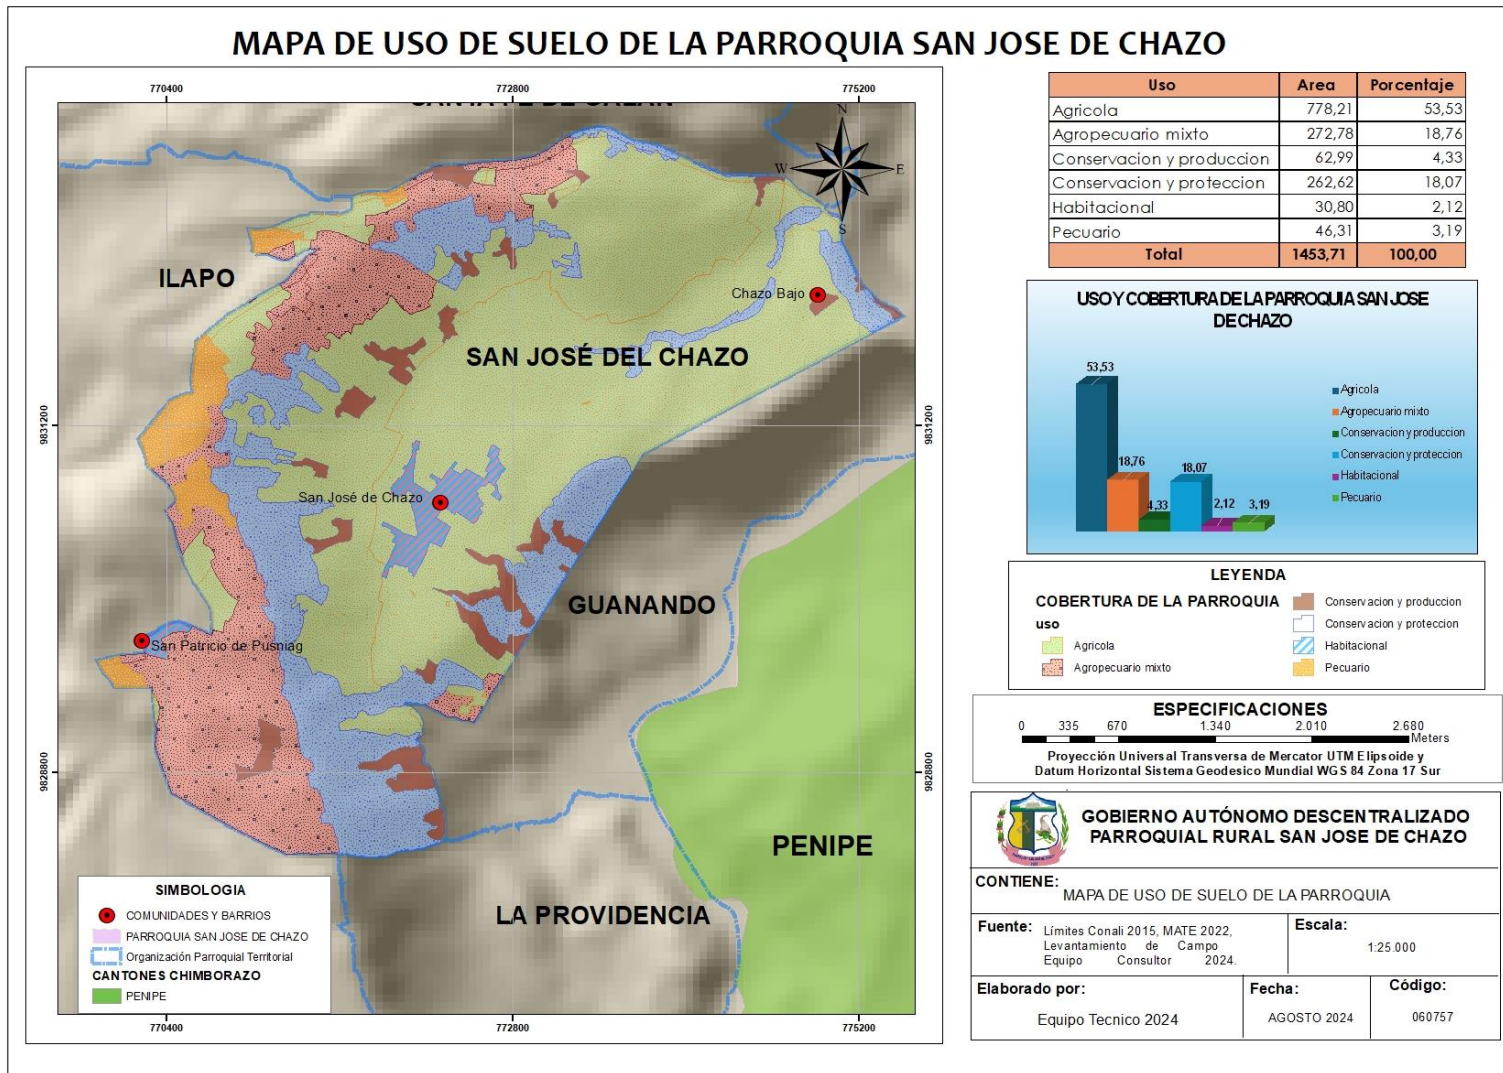 MAPA DE USO DE SUELO DE LA PARROQUIA SAN JOSE DE CHAZO
770400
772800
775200
SANTA FE DE GALAN
N
W
E
S
ILAPO
Chazo Bajo
SAN JOSÉ DEL CHAZO
9831200
9831200
San José de Chazo
GUANANDO
San Patricio de Pusniag
9828800
9828800
PENIPE
LA PROVIDENCIA
SIMBOLOGIA
COMUNIDADES Y BARRIOS
PARROQUIA SAN JOSE DE CHAZO
Organización Parroquial Territorial
CANTONES CHIMBORAZO
PENIPE
770400
772800
775200
Uso Area Porcentaje
Agricola 778,21 53,53
Agropecuario mixto 272,78 18,76
Conservacion y produccion 62,99 4,33
Conservacion y proteccion 262,62 18,07
Habitacional 30,80 2,12
Pecuario 46,31 3,19
Total 1453,71 100,00
USO Y COBERTURA DE LA PARROQUIA SAN JOSE
DE CHAZO
53,53
18,76
4,33
18,07
2,12
3,19
Agricola
Agropecuario mixto
Conservacion y produccion
Conservacion y proteccion
Habitacional
Pecuario
LEYENDA
COBERTURA DE LA PARROQUIA
uso
Agricola
Agropecuario mixto
Conservacion y produccion
Conservacion y proteccion
Habitacional
Pecuario
ESPECIFICACIONES
0 335 670 1.340 2.010 2.680
Meters
Proyección Universal Transversa de Mercator UTM Elipsoide y
Datum Horizontal Sistema Geodesico Mundial WGS 84 Zona 17 Sur
GOBIERNO AUTÓNOMO DESCENTRALIZADO
PARROQUIAL RURAL SAN JOSE DE CHAZO
CONTIENE:
MAPA DE USO DE SUELO DE LA PARROQUIA
Fuente: Límites Conali 2015, MATE 2022,
Levantamiento de Campo
Equipo Consultor 2024.
Escala:
1:25.000
Elaborado por:
Equipo Tecnico 2024
Fecha:
AGOSTO 2024
Código:
060757